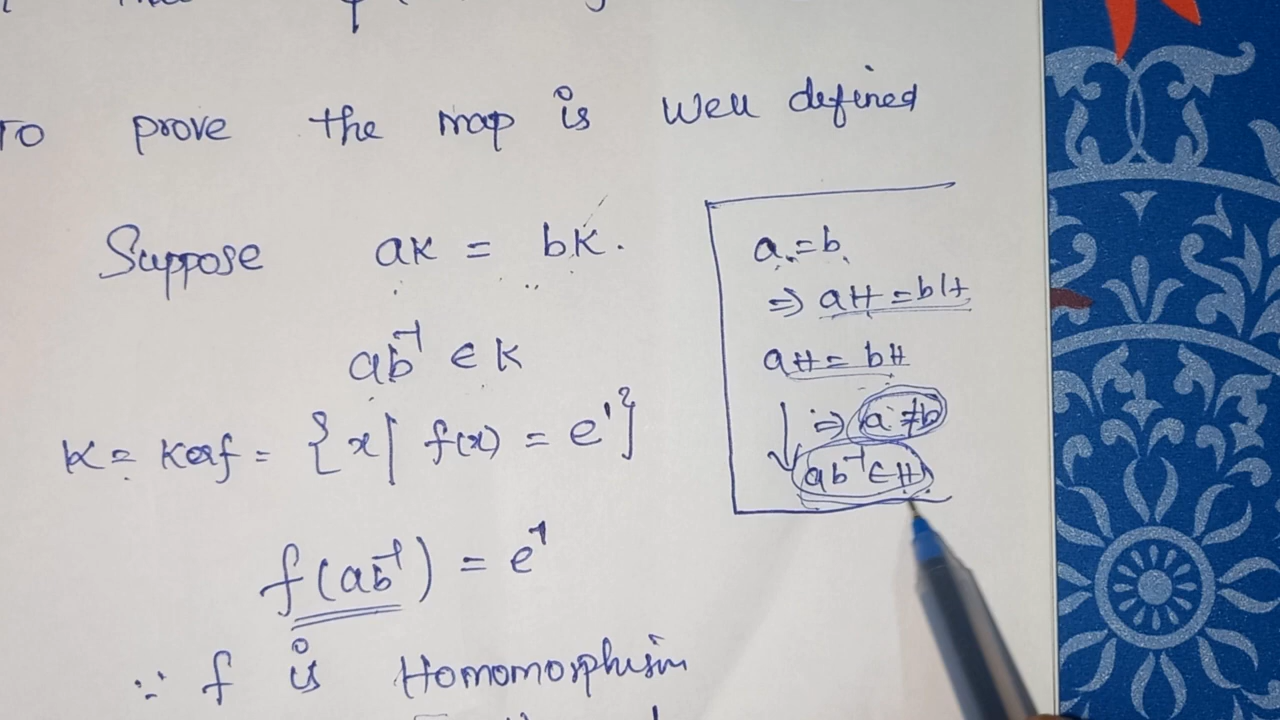 To prove the map is well defined
Suppose aK = bK.
ab⁻¹ ∈ K
K = Kerf = {x | f(x) = e'}
f(ab⁻¹) = e'
∵ f is Homomorphism
a = b
⇒ aH = bH
aH = bH
⇒ a ≠ b
ab⁻¹ ∈ H